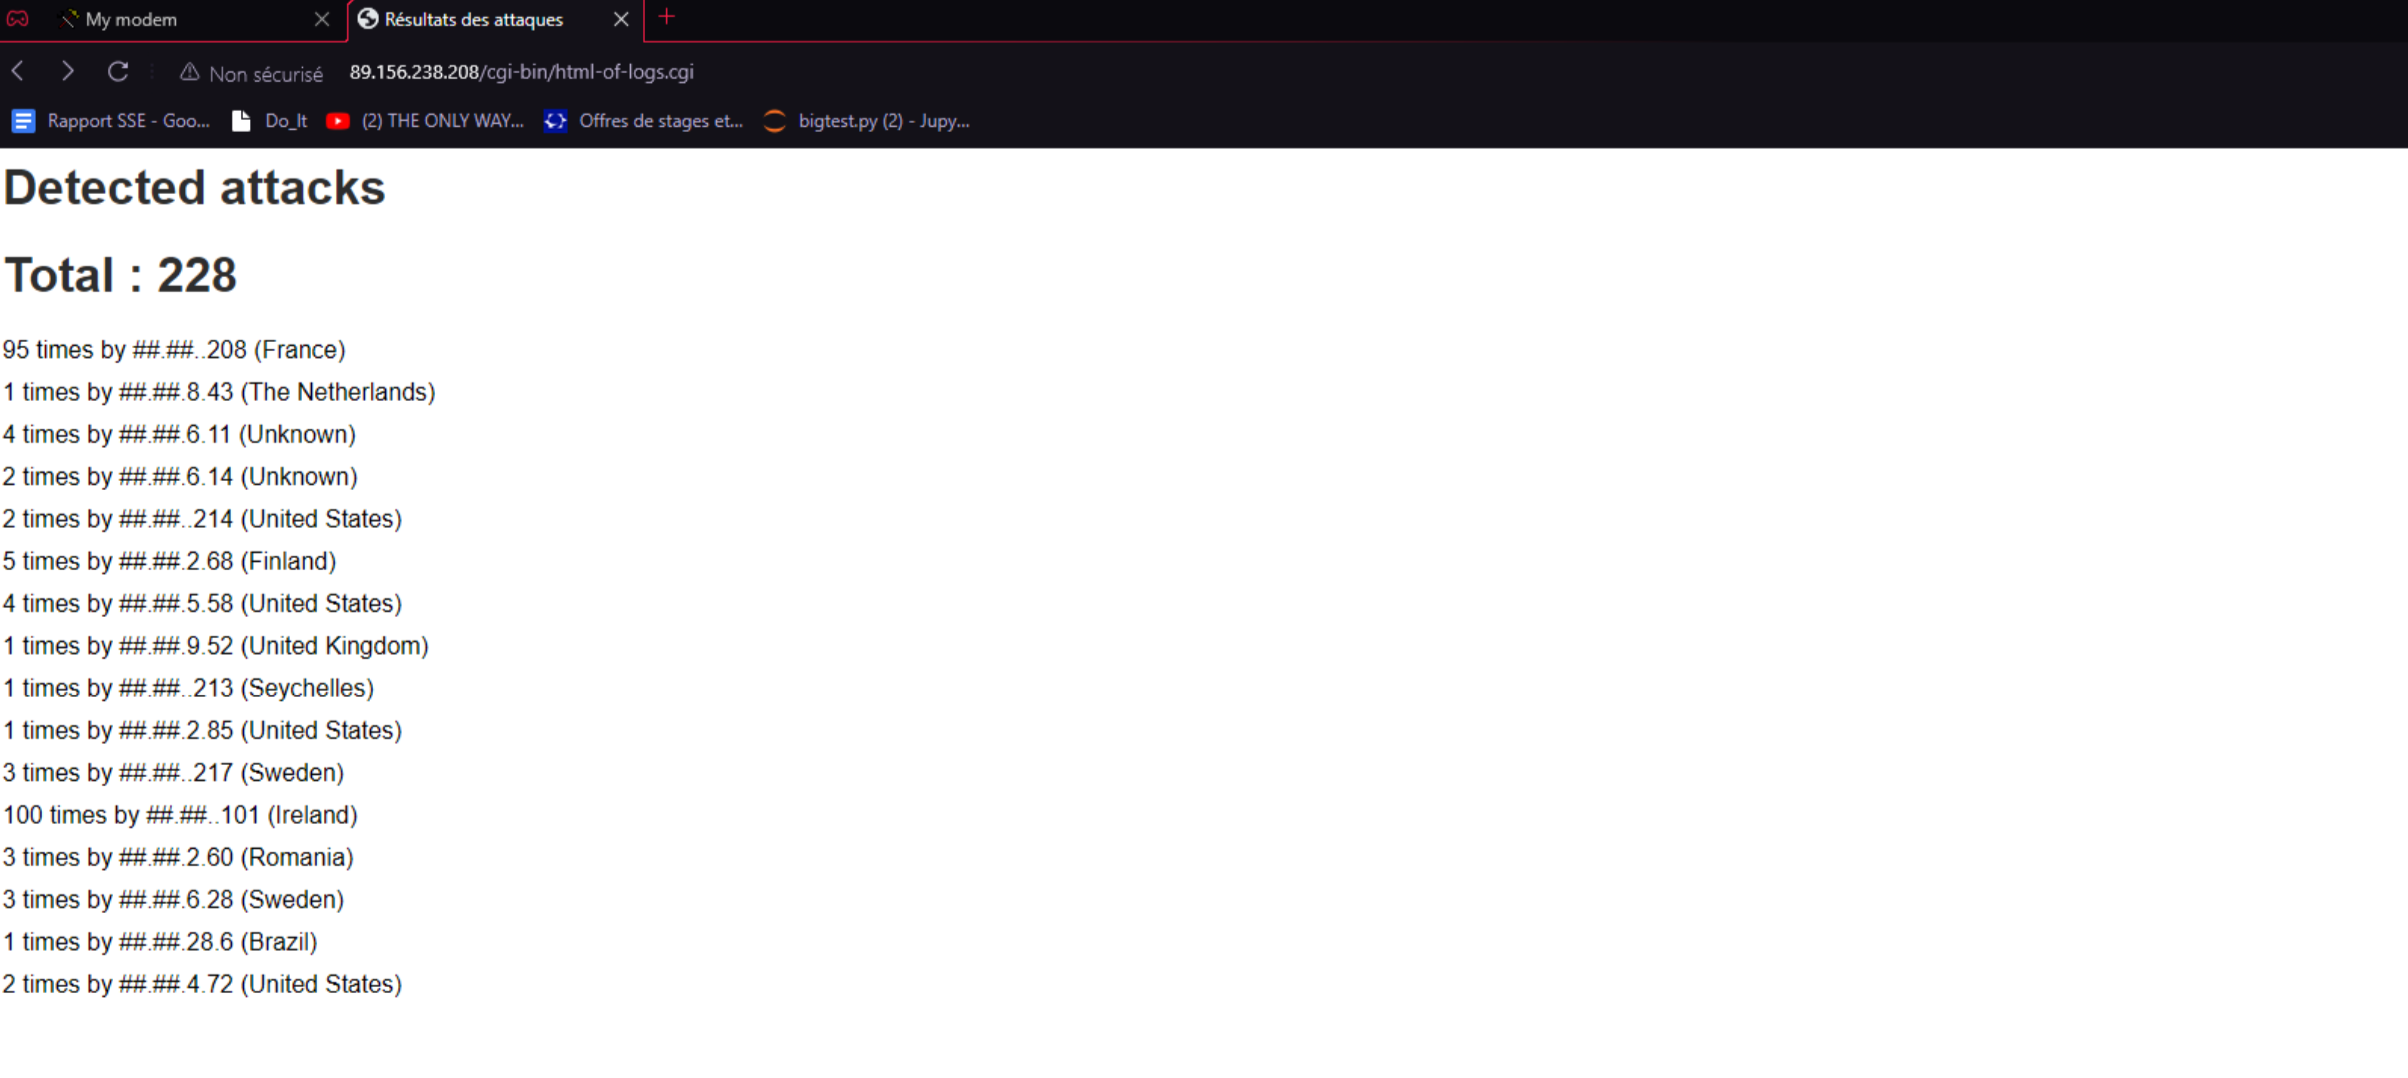 My modem
Résultats des attaques
Non sécurisé 89.156.238.208/cgi-bin/html-of-logs.cgi
Rapport SSE - Goo... Do_It (2) THE ONLY WAY... Offres de stages et... bigtest.py (2) - Jupy...
Detected attacks
Total : 228
95 times by ##.##..208 (France)
1 times by ##.##.8.43 (The Netherlands)
4 times by ##.##.6.11 (Unknown)
2 times by ##.##.6.14 (Unknown)
2 times by ##.##..214 (United States)
5 times by ##.##.2.68 (Finland)
4 times by ##.##.5.58 (United States)
1 times by ##.##.9.52 (United Kingdom)
1 times by ##.##..213 (Seychelles)
1 times by ##.##.2.85 (United States)
3 times by ##.##..217 (Sweden)
100 times by ##.##..101 (Ireland)
3 times by ##.##.2.60 (Romania)
3 times by ##.##.6.28 (Sweden)
1 times by ##.##.28.6 (Brazil)
2 times by ##.##.4.72 (United States)